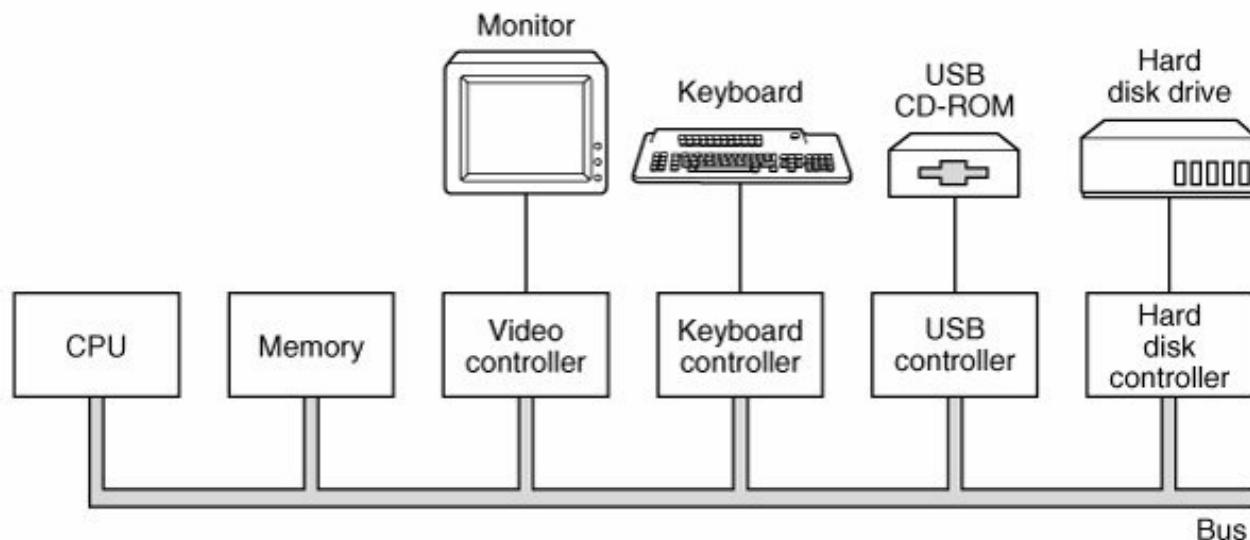 Monitor
Keyboard
USB
CD-ROM
Hard
disk drive
CPU
Memory
Video
controller
Keyboard
controller
USB
controller
Hard
disk
controller
Bus